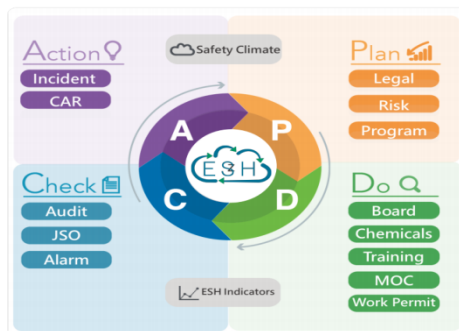 Action
Incident
CAR
Safety Climate
Plan
Legal
Risk
Program
A
P
ESH
C
D
Check
Audit
JSO
Alarm
Do
Board
Chemicals
Training
MOC
Work Permit
ESH Indicators